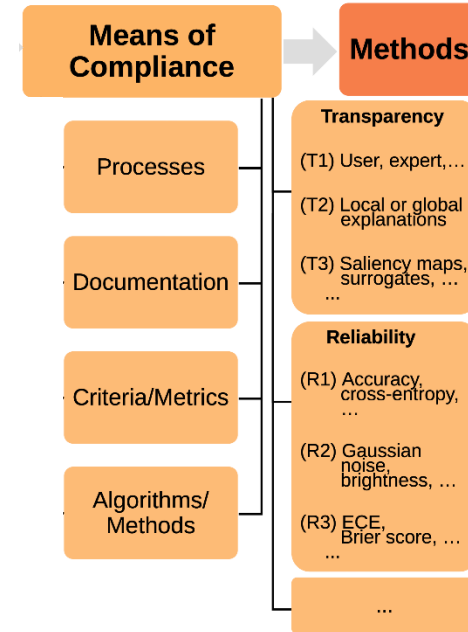 Means of
Compliance
Methods
Processes
Documentation
Criteria/Metrics
Algorithms/
Methods
Transparency
(T1) User, expert,…
(T2) Local or global
explanations
(T3) Saliency maps,
surrogates, …
...
Reliability
(R1) Accuracy,
cross-entropy,
…
(R2) Gaussian
noise,
brightness, …
(R3) ECE,
Brier score, …
...
...